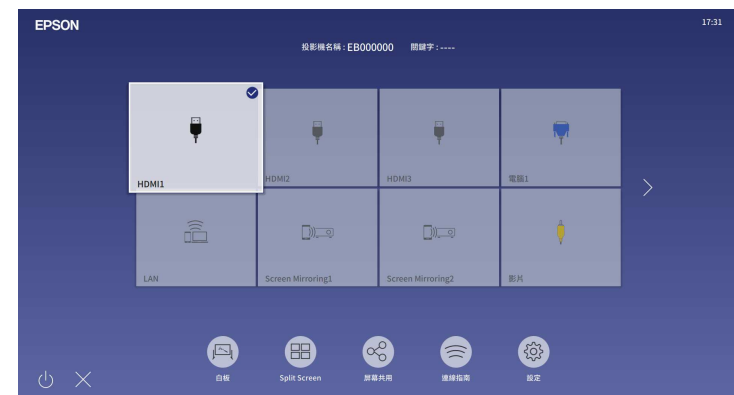 EPSON
17:31
投影機名稱 : EB000000 關鍵字 : ----
HDMI1
HDMI2
HDMI3
電腦1
LAN
Screen Mirroring1
Screen Mirroring2
影片
白板
Split Screen
屏幕共用
連線指南
設定